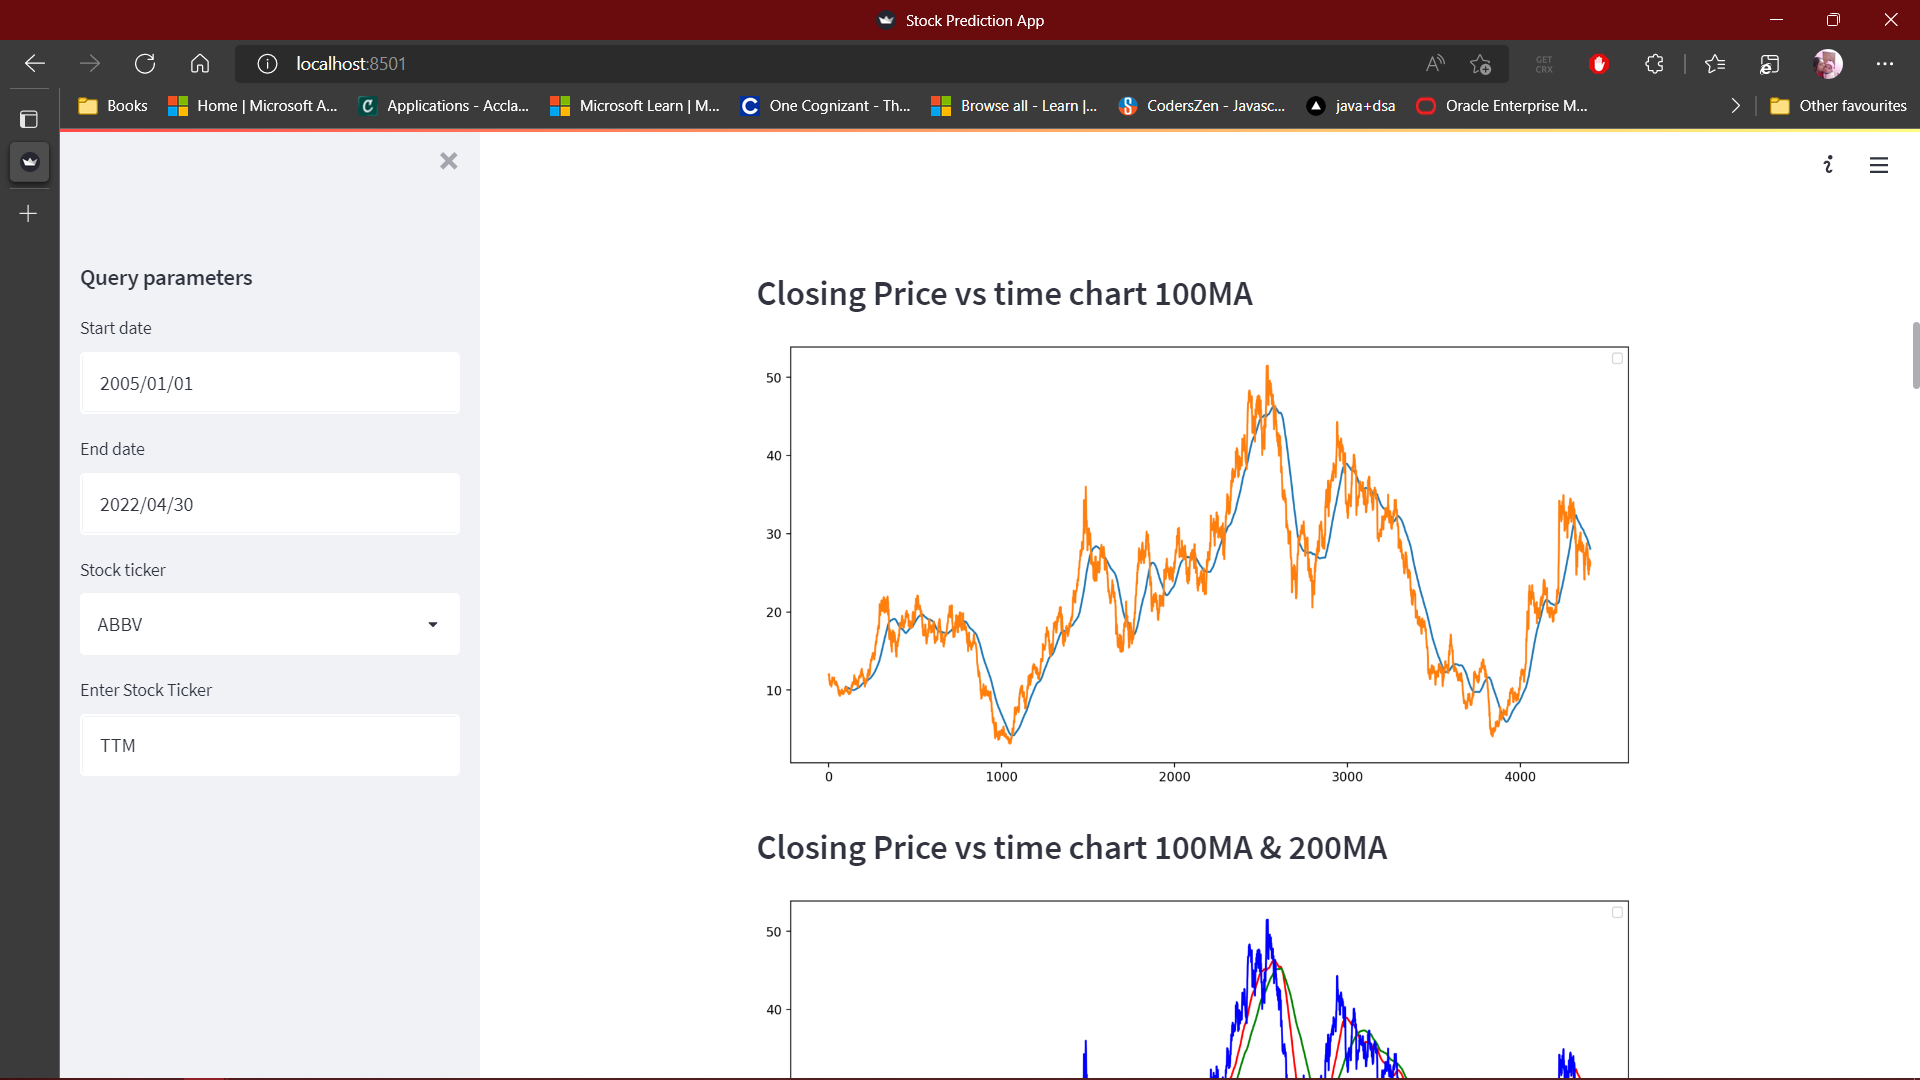 Stock Prediction App
localhost:8501
GET
CRX
Books
Home | Microsoft A...
Applications - Accla...
Microsoft Learn | M...
One Cognizant - Th...
Browse all - Learn |...
CodersZen - Javasc...
java+dsa
Oracle Enterprise M...
Other favourites
Query parameters
Start date
2005/01/01
End date
2022/04/30
Stock ticker
ABBV
Enter Stock Ticker
TTM
Closing Price vs time chart 100MA
50
40
30
20
10
0 1000 2000 3000 4000
Closing Price vs time chart 100MA & 200MA
50
40